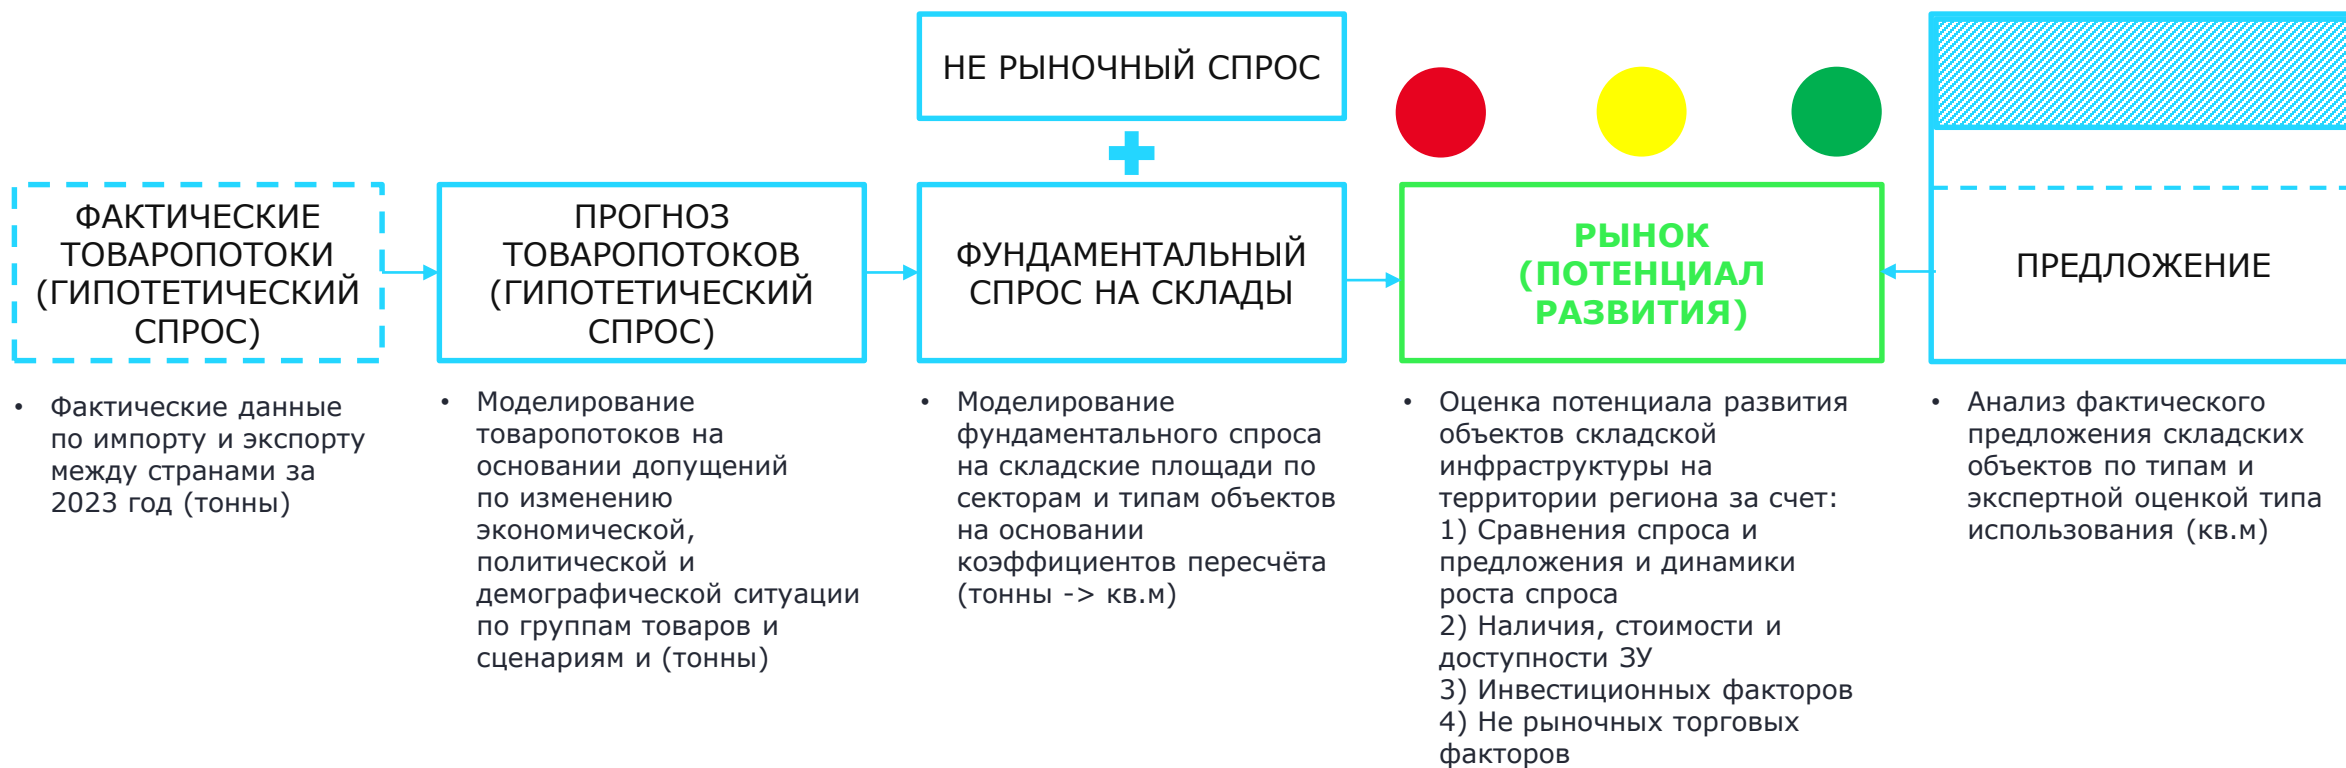 НЕ РЫНОЧНЫЙ СПРОС
ФАКТИЧЕСКИЕ
ТОВАРОПОТОКИ
(ГИПОТЕТИЧЕСКИЙ
СПРОС)
ПРОГНОЗ
ТОВАРОПОТОКОВ
(ГИПОТЕТИЧЕСКИЙ
СПРОС)
ФУНДАМЕНТАЛЬНЫЙ
СПРОС НА СКЛАДЫ
РЫНОК
(ПОТЕНЦИАЛ
РАЗВИТИЯ)
ПРЕДЛОЖЕНИЕ
• Фактические данные
по импорту и экспорту
между странами за
2023 год (тонны)
• Моделирование
товаропотоков на
основании допущений
по изменению
экономической,
политической и
демографической ситуации
по группам товаров и
сценариям и (тонны)
• Моделирование
фундаментального спроса
на складские площади по
секторам и типам объектов
на основании
коэффициентов пересчёта
(тонны -> кв.м)
• Оценка потенциала развития
объектов складской
инфраструктуры на
территории региона за счет:
1) Сравнения спроса и
предложения и динамики
роста спроса
2) Наличия, стоимости и
доступности ЗУ
3) Инвестиционных факторов
4) Не рыночных торговых
факторов
• Анализ фактического
предложения складских
объектов по типам и
экспертной оценкой типа
использования (кв.м)